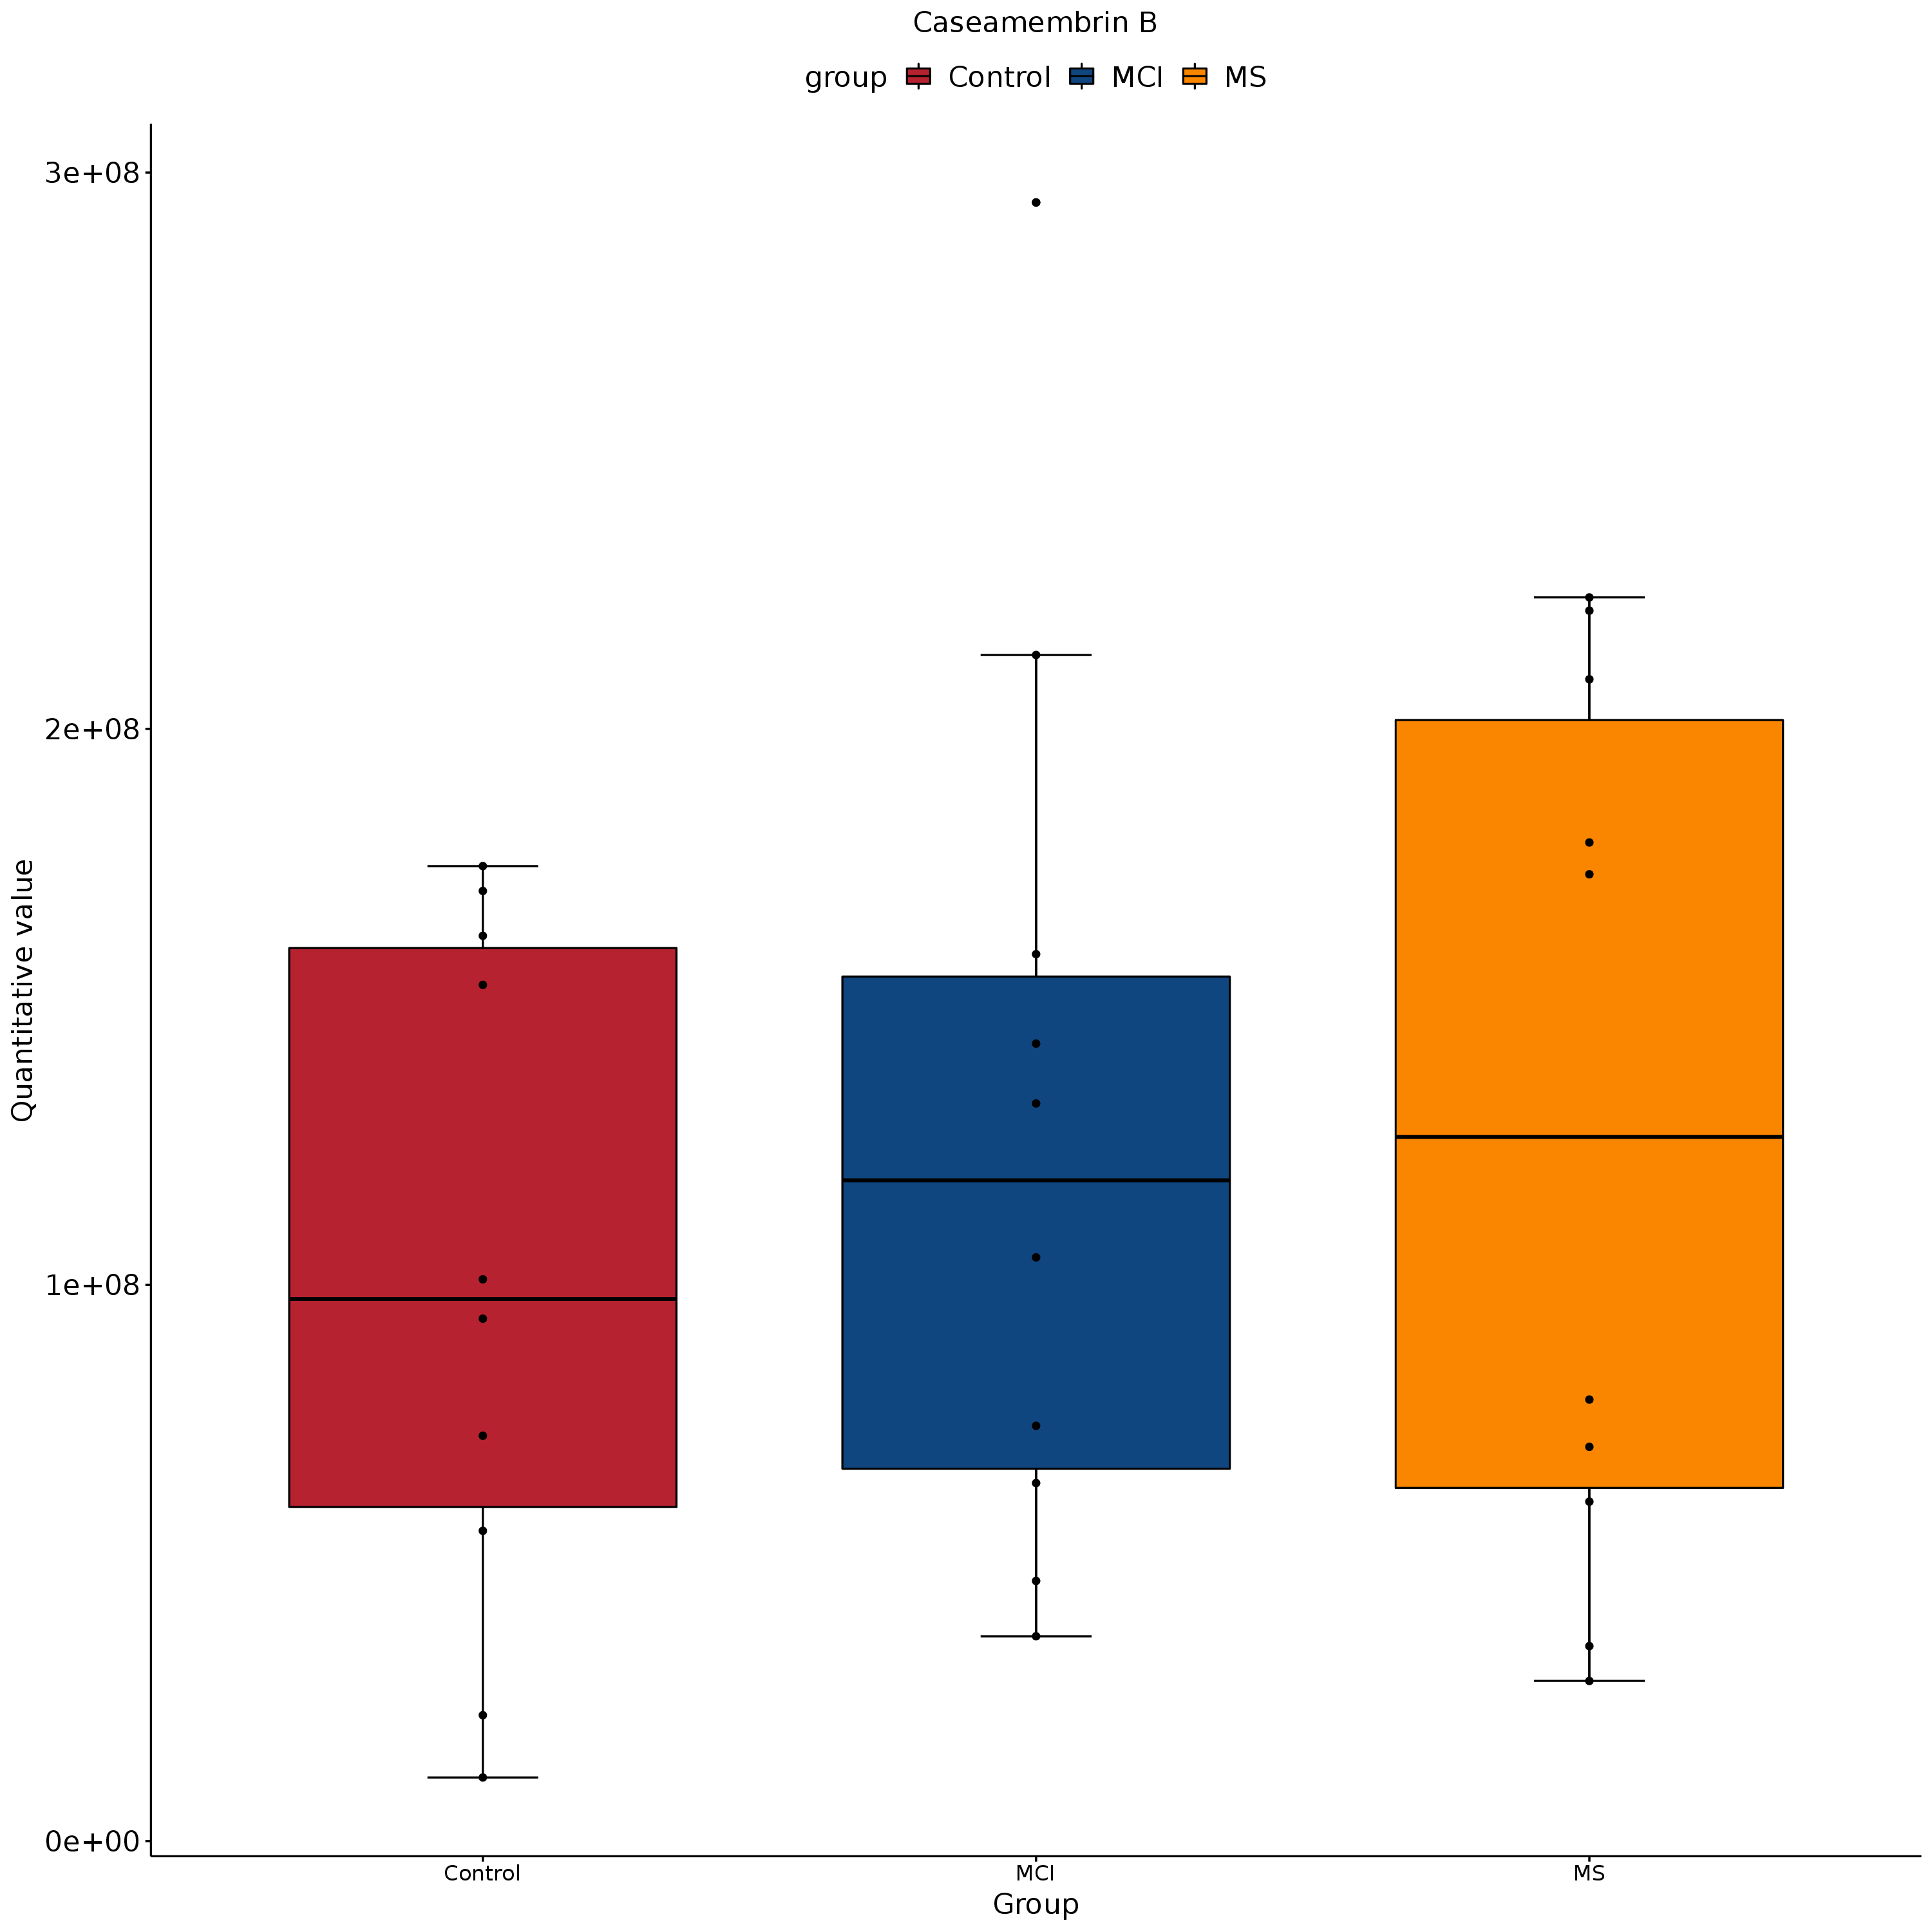 Caseamembrin B
group Control MCI MS
3e+08
2e+08
1e+08
0e+00
Quantitative value
Control MCI MS
Group